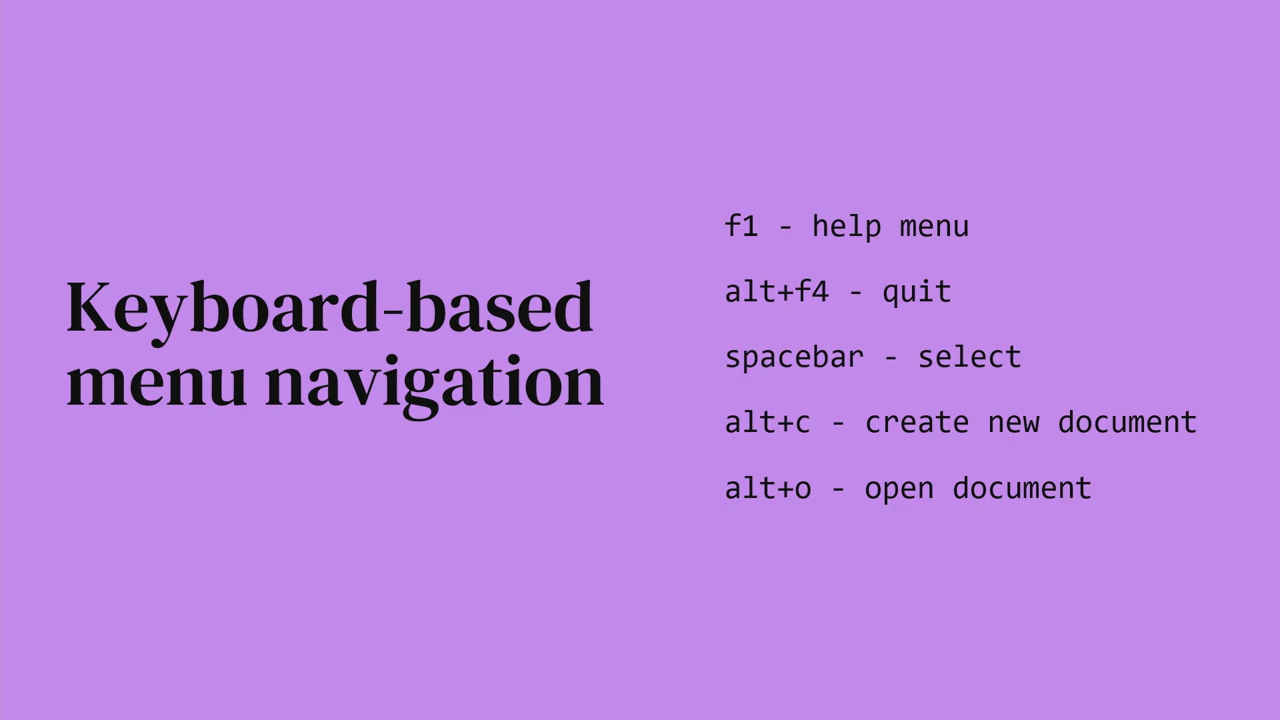 Keyboard-based
menu navigation
f1 - help menu
alt+f4 - quit
spacebar - select
alt+c - create new document
alt+o - open document